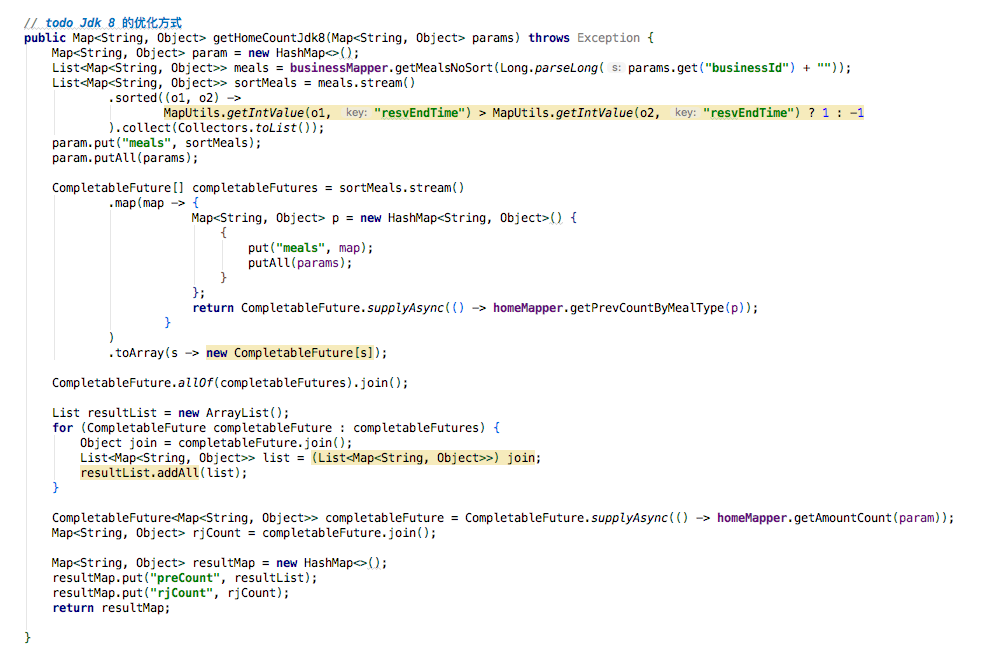 // todo Jdk 8 的优化方式
public Map<String, Object> getHomeCountJdk8(Map<String, Object> params) throws Exception {
Map<String, Object> param = new HashMap<>();
List<Map<String, Object>> meals = businessMapper.getMealsNoSort(Long.parseLong( s: params.get("businessId") + ""));
List<Map<String, Object>> sortMeals = meals.stream()
.sorted((o1, o2) ->
MapUtils.getIntValue(o1, key: "resvEndTime") > MapUtils.getIntValue(o2, key: "resvEndTime") ? 1 : -1
).collect(Collectors.toList());
param.put("meals", sortMeals);
param.putAll(params);
CompletableFuture[] completableFutures = sortMeals.stream()
.map(map -> {
Map<String, Object> p = new HashMap<String, Object>() {
{
put("meals", map);
putAll(params);
}
};
return CompletableFuture.supplyAsync(() -> homeMapper.getPrevCountByMealType(p));
}
)
.toArray(s -> new CompletableFuture[s]);
CompletableFuture.allOf(completableFutures).join();
List resultList = new ArrayList();
for (CompletableFuture completableFuture : completableFutures) {
Object join = completableFuture.join();
List<Map<String, Object>> list = (List<Map<String, Object>>) join;
resultList.addAll(list);
}
CompletableFuture<Map<String, Object>> completableFuture = CompletableFuture.supplyAsync(() -> homeMapper.getAmountCount(param));
Map<String, Object> rjCount = completableFuture.join();
Map<String, Object> resultMap = new HashMap<>();
resultMap.put("preCount", resultList);
resultMap.put("rjCount", rjCount);
return resultMap;
}